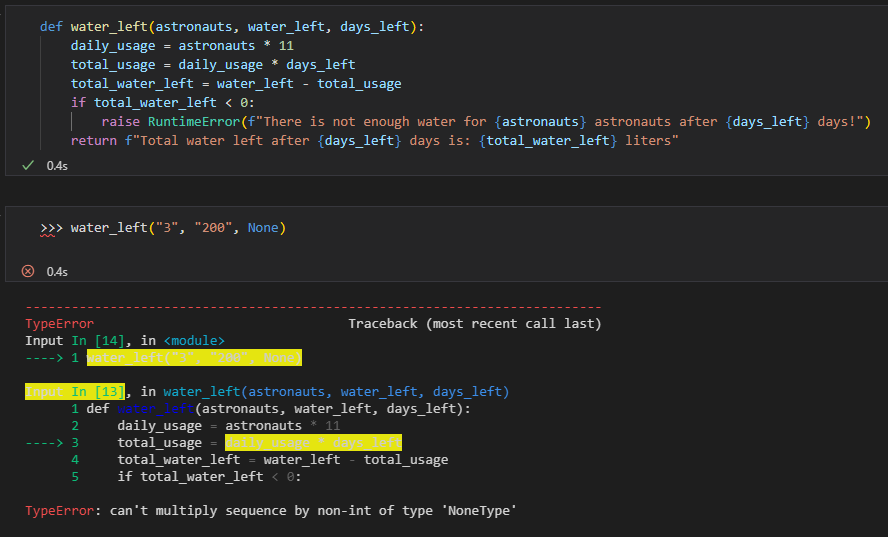 def water_left(astronauts, water_left, days_left):
    daily_usage = astronauts * 11
    total_usage = daily_usage * days_left
    total_water_left = water_left - total_usage
    if total_water_left < 0:
        raise RuntimeError(f"There is not enough water for {astronauts} astronauts after {days_left} days!")
    return f"Total water left after {days_left} days is: {total_water_left} liters"
✓ 0.4s
>>> water_left("3", "200", None)
0.4s
---------------------------------------------------------------------------
TypeError                                 Traceback (most recent call last)
Input In [14], in <module>
----> 1 water_left("3", "200", None)
Input In [13], in water_left(astronauts, water_left, days_left)
      1 def water_left(astronauts, water_left, days_left):
      2     daily_usage = astronauts * 11
----> 3     total_usage = daily_usage * days_left
      4     total_water_left = water_left - total_usage
      5     if total_water_left < 0:
TypeError: can't multiply sequence by non-int of type 'NoneType'